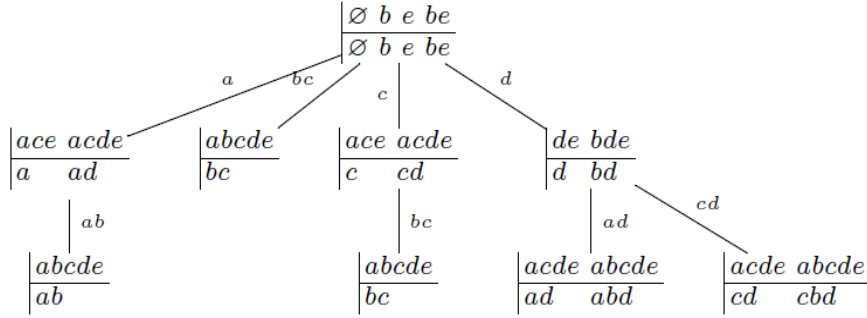 ∅ b e be
∅ b e be
a bc c d
ace acde abcde ace acde de bde
a ad bc c cd d bd
ab bc ad cd
abcde abcde acde abcde acde abcde
ab bc ad abd cd cbd